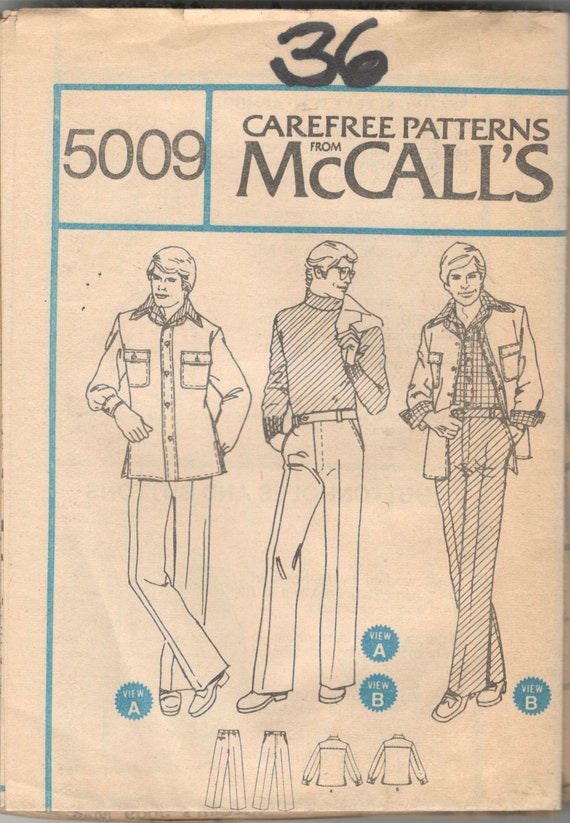 36
5009
CAREFREE PATTERNS
FROM
McCALL'S
VIEW
A
VIEW
A
VIEW
B
VIEW
B
A
B